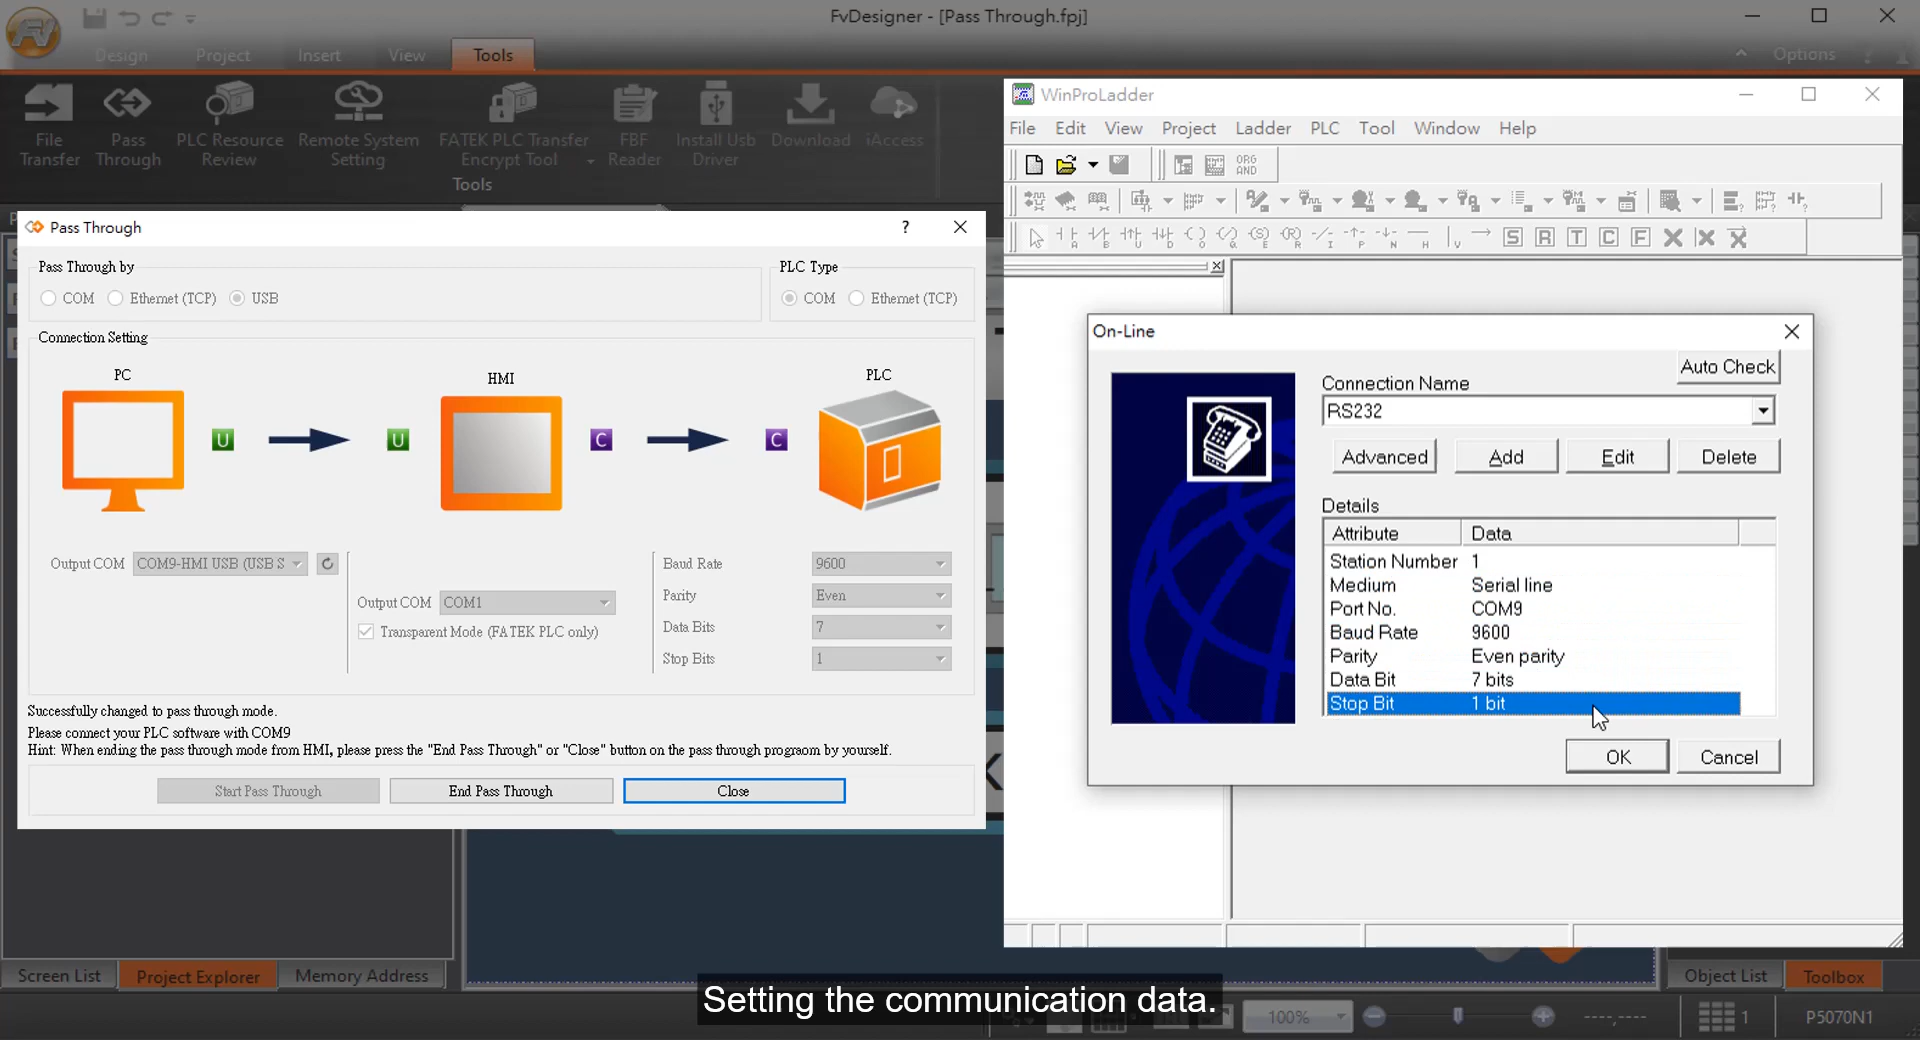 FvDesigner - [Pass Through.fpj]
Design
Project
Insert
View
Tools
Options
File Transfer
Pass Through
PLC Resource Review
Remote System Setting
FATEK PLC Transfer Encrypt Tool
FBF Reader
Install Usb Driver
Download
iAccess
Tools
Pass Through
?
Pass Through by
COM
Ethernet (TCP)
USB
PLC Type
COM
Ethernet (TCP)
Connection Setting
PC
HMI
PLC
U
U
C
C
Output COM
COM9-HMI USB (USB S
Output COM
COM1
Transparent Mode (FATEK PLC only)
Baud Rate
9600
Parity
Even
Data Bits
7
Stop Bits
1
Successfully changed to pass through mode.
Please connect your PLC software with COM9
Hint: When ending the pass through mode from HMI, please press the "End Pass Through" or "Close" button on the pass through prograom by yourself.
Start Pass Through
End Pass Through
Close
WinProLadder
File
Edit
View
Project
Ladder
PLC
Tool
Window
Help
ORG
AND
S
R
T
C
F
On-Line
Auto Check
Connection Name
RS232
Advanced
Add
Edit
Delete
Details
Attribute
Data
Station Number 1
Medium Serial line
Port No. COM9
Baud Rate 9600
Parity Even parity
Data Bit 7 bits
Stop Bit 1 bit
OK
Cancel
Screen List
Project Explorer
Memory Address
Object List
Toolbox
Setting the communication data.
100%
1
P5070N1